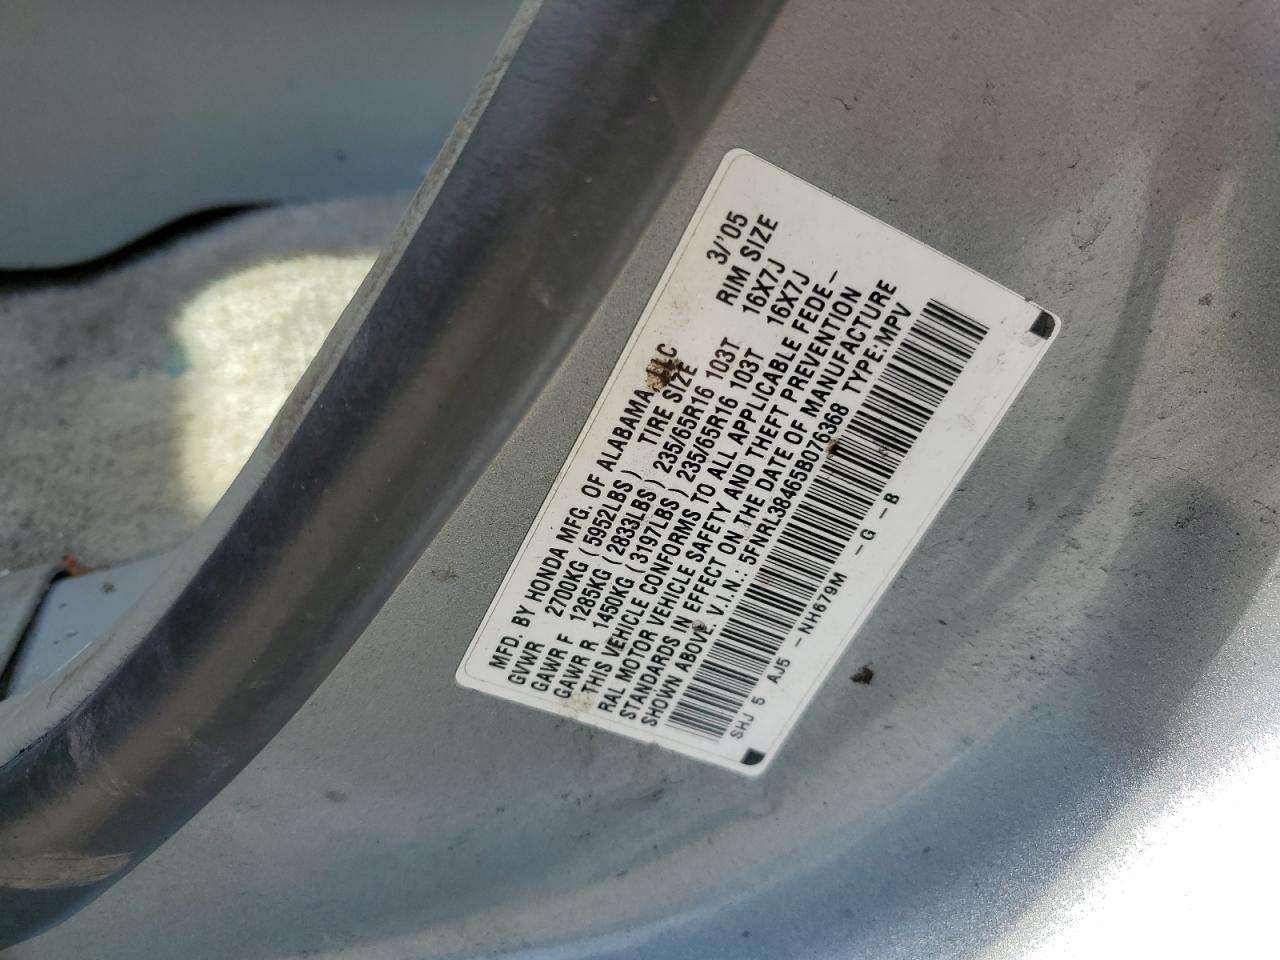 MFD. BY HONDA MFG. OF ALABAMA, LLC 3/'05
GVWR 2700KG (5952LBS) TIRE SIZE RIM SIZE
GAWR F 1285KG (2833LBS) 235/65R16 103T 16X7J
GAWR R 1450KG (3197LBS) 235/65R16 103T 16X7J
THIS VEHICLE CONFORMS TO ALL APPLICABLE FEDE-
RAL MOTOR VEHICLE SAFETY AND THEFT PREVENTION
STANDARDS IN EFFECT ON THE DATE OF MANUFACTURE
SHOWN ABOVE. V.I.N.: 5FNRL38465B076368 TYPE:MPV
SHJ 5 AJ5 -NH679M -G -B